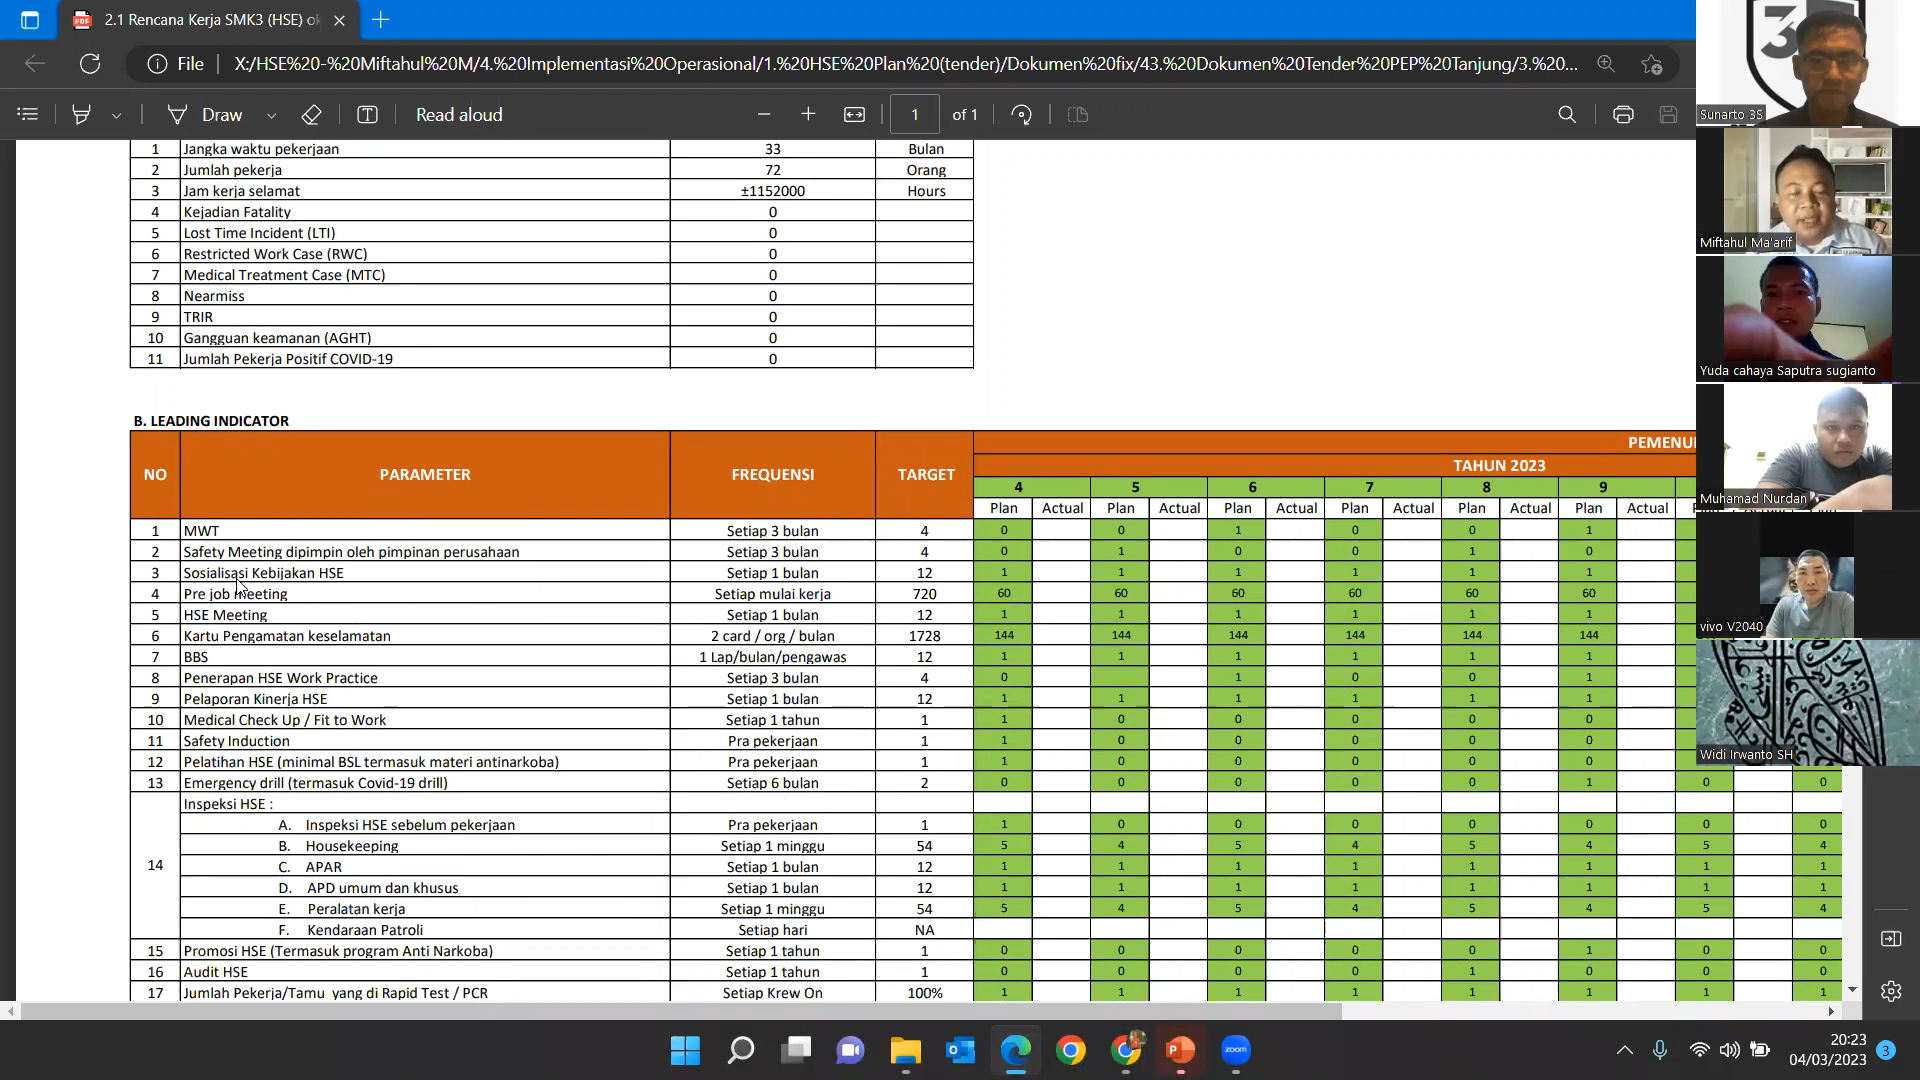 2.1 Rencana Kerja SMK3 (HSE) ok
File
X:/HSE%20-%20Miftahul%20M/4.%20Implementasi%20Operasional/1.%20HSE%20Plan%20(tender)/Dokumen%20fix/43.%20Dokumen%20Tender%20PEP%20Tanjung/3.%20...
Draw
Read aloud
1 of 1
1 Jangka waktu pekerjaan 33 Bulan
2 Jumlah pekerja 72 Orang
3 Jam kerja selamat ±1152000 Hours
4 Kejadian Fatality 0
5 Lost Time Incident (LTI) 0
6 Restricted Work Case (RWC) 0
7 Medical Treatment Case (MTC) 0
8 Nearmiss 0
9 TRIR 0
10 Gangguan keamanan (AGHT) 0
11 Jumlah Pekerja Positif COVID-19 0
B. LEADING INDICATOR
NO PARAMETER FREQUENSI TARGET PEMENU
TAHUN 2023
4 5 6 7 8 9
Plan Actual Plan Actual Plan Actual Plan Actual Plan Actual Plan Actual
1 MWT Setiap 3 bulan 4 0 0 1 0 0 1
2 Safety Meeting dipimpin oleh pimpinan perusahaan Setiap 3 bulan 4 0 1 0 0 1 0
3 Sosialisasi Kebijakan HSE Setiap 1 bulan 12 1 1 1 1 1 1
4 Pre job meeting Setiap mulai kerja 720 60 60 60 60 60 60
5 HSE Meeting Setiap 1 bulan 12 1 1 1 1 1 1
6 Kartu Pengamatan keselamatan 2 card / org / bulan 1728 144 144 144 144 144 144
7 BBS 1 Lap/bulan/pengawas 12 1 1 1 1 1 1
8 Penerapan HSE Work Practice Setiap 3 bulan 4 0 1 0 0 1
9 Pelaporan Kinerja HSE Setiap 1 bulan 12 1 1 1 1 1 1
10 Medical Check Up / Fit to Work Setiap 1 tahun 1 1 0 0 0 0 0
11 Safety Induction Pra pekerjaan 1 1 0 0 0 0 0
12 Pelatihan HSE (minimal BSL termasuk materi antinarkoba) Pra pekerjaan 1 1 0 0 0 0 0
13 Emergency drill (termasuk Covid-19 drill) Setiap 6 bulan 2 0 0 0 0 0 1 0 0
14 Inspeksi HSE :
A. Inspeksi HSE sebelum pekerjaan Pra pekerjaan 1 1 0 0 0 0 0 0 0
B. Housekeeping Setiap 1 minggu 54 5 4 5 4 5 4 5 4
C. APAR Setiap 1 bulan 12 1 1 1 1 1 1 1 1
D. APD umum dan khusus Setiap 1 bulan 12 1 1 1 1 1 1 1 1
E. Peralatan kerja Setiap 1 minggu 54 5 4 5 4 5 4 5 4
F. Kendaraan Patroli Setiap hari NA
15 Promosi HSE (Termasuk program Anti Narkoba) Setiap 1 tahun 1 0 0 0 0 0 1 0 0
16 Audit HSE Setiap 1 tahun 1 0 0 0 0 1 0 0 0
17 Jumlah Pekerja/Tamu yang di Rapid Test / PCR Setiap Krew On 100% 1 1 1 1 1 1 1 1
Sunarto 3S
Miftahul Ma'arif
Yuda cahaya Saputra sugianto
Muhamad Nurdan
vivo V2040
Widi Irwanto SH
zoom
20:23
04/03/2023
3